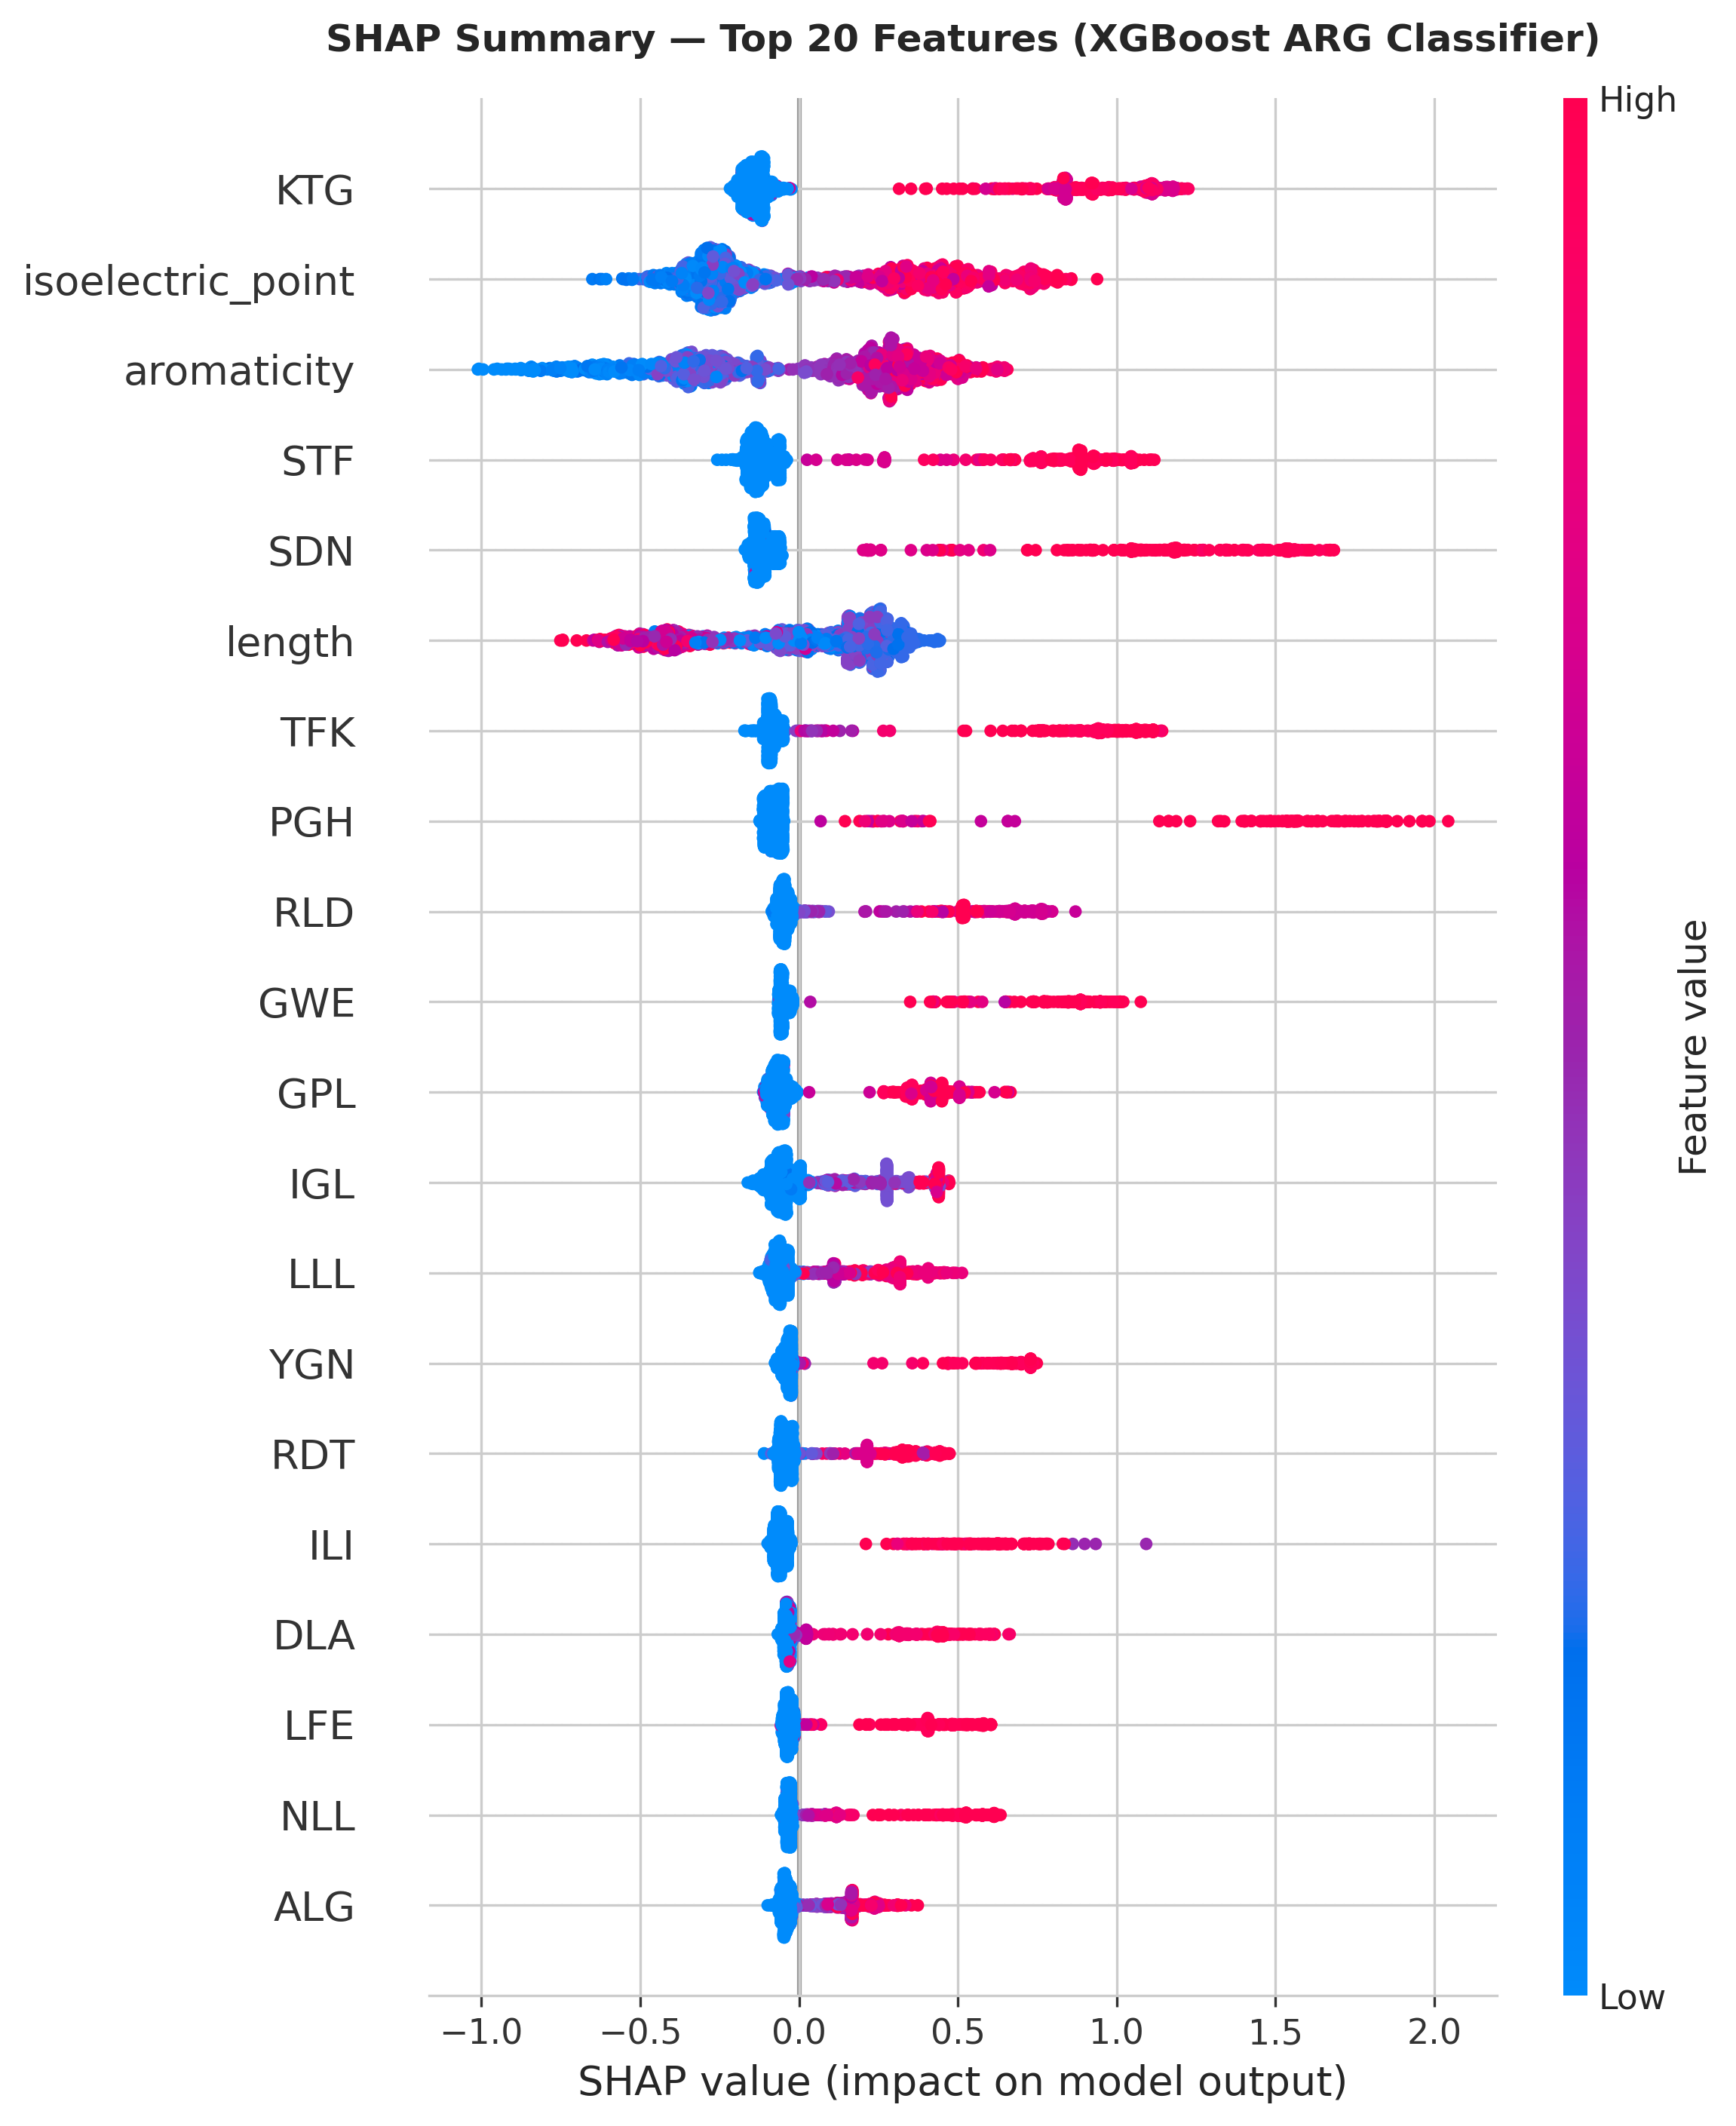 SHAP Summary — Top 20 Features (XGBoost ARG Classifier)
High
KTG
isoelectric_point
aromaticity
STF
SDN
length
TFK
PGH
RLD
GWE
GPL
IGL
LLL
YGN
RDT
ILI
DLA
LFE
NLL
ALG
Feature value
Low
−1.0 −0.5 0.0 0.5 1.0 1.5 2.0
SHAP value (impact on model output)